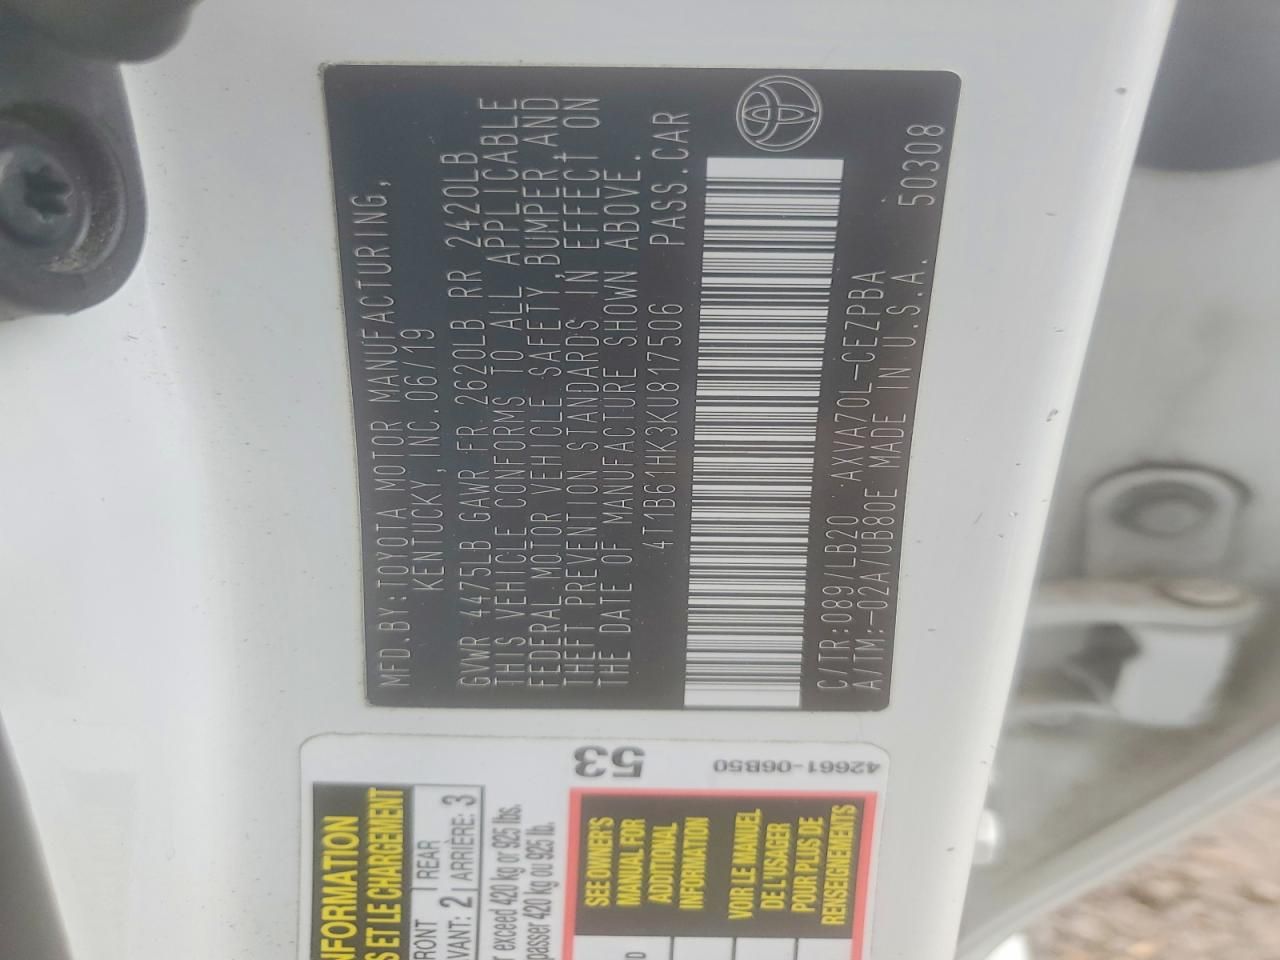 MFD.BY:TOYOTA MOTOR MANUFACTURING,
KENTUCKY, INC.06/19
GVWR 4475LB GAWR FR 2620LB RR 2420LB
THIS VEHICLE CONFORMS TO ALL APPLICABLE
FEDERAL MOTOR VEHICLE SAFETY,BUMPER,AND
THEFT PREVENTION STANDARDS IN EFFECT ON
THE DATE OF MANUFACTURE SHOWN ABOVE.
4T1B61HK3KU817506 PASS.CAR
C/TR:089/LB20 AXVA70L-CEZPBA 50308
A/TM:-02A/UB80E MADE IN U.S.A.
53
42661-06B50
NFORMATION
S ET LE CHARGEMENT
RONT REAR
AVANT: 2 ARRIÈRE: 3
r exceed 420 kg or 925 lbs.
passer 420 kg ou 925 lb.
SEE OWNER'S
MANUAL FOR
ADDITIONAL
INFORMATION
VOIR LE MANUEL
DE L'USAGER
POUR PLUS DE
RENSEIGNEMENTS
D